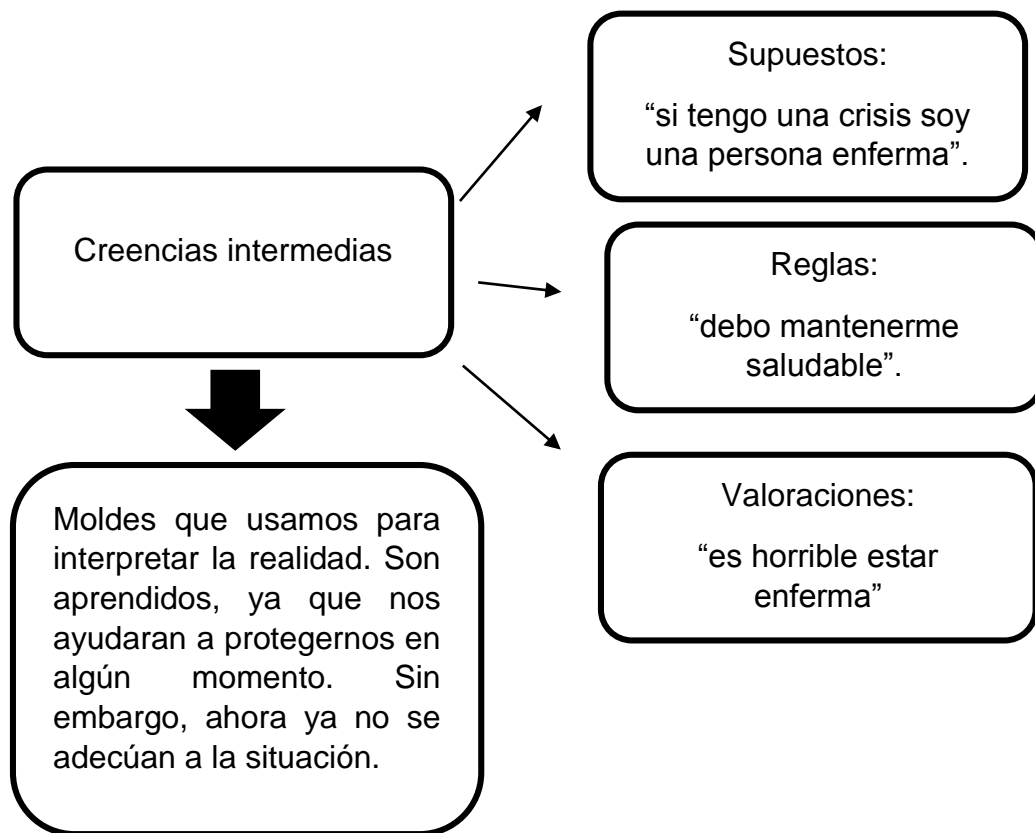 Supuestos:
“si tengo una crisis soy
una persona enferma”.
Creencias intermedias
Reglas:
“debo mantenerme
saludable”.
Valoraciones:
“es horrible estar
enferma”
Moldes que usamos para
interpretar la realidad. Son
aprendidos, ya que nos
ayudaran a protegernos en
algún momento. Sin
embargo, ahora ya no se
adecúan a la situación.